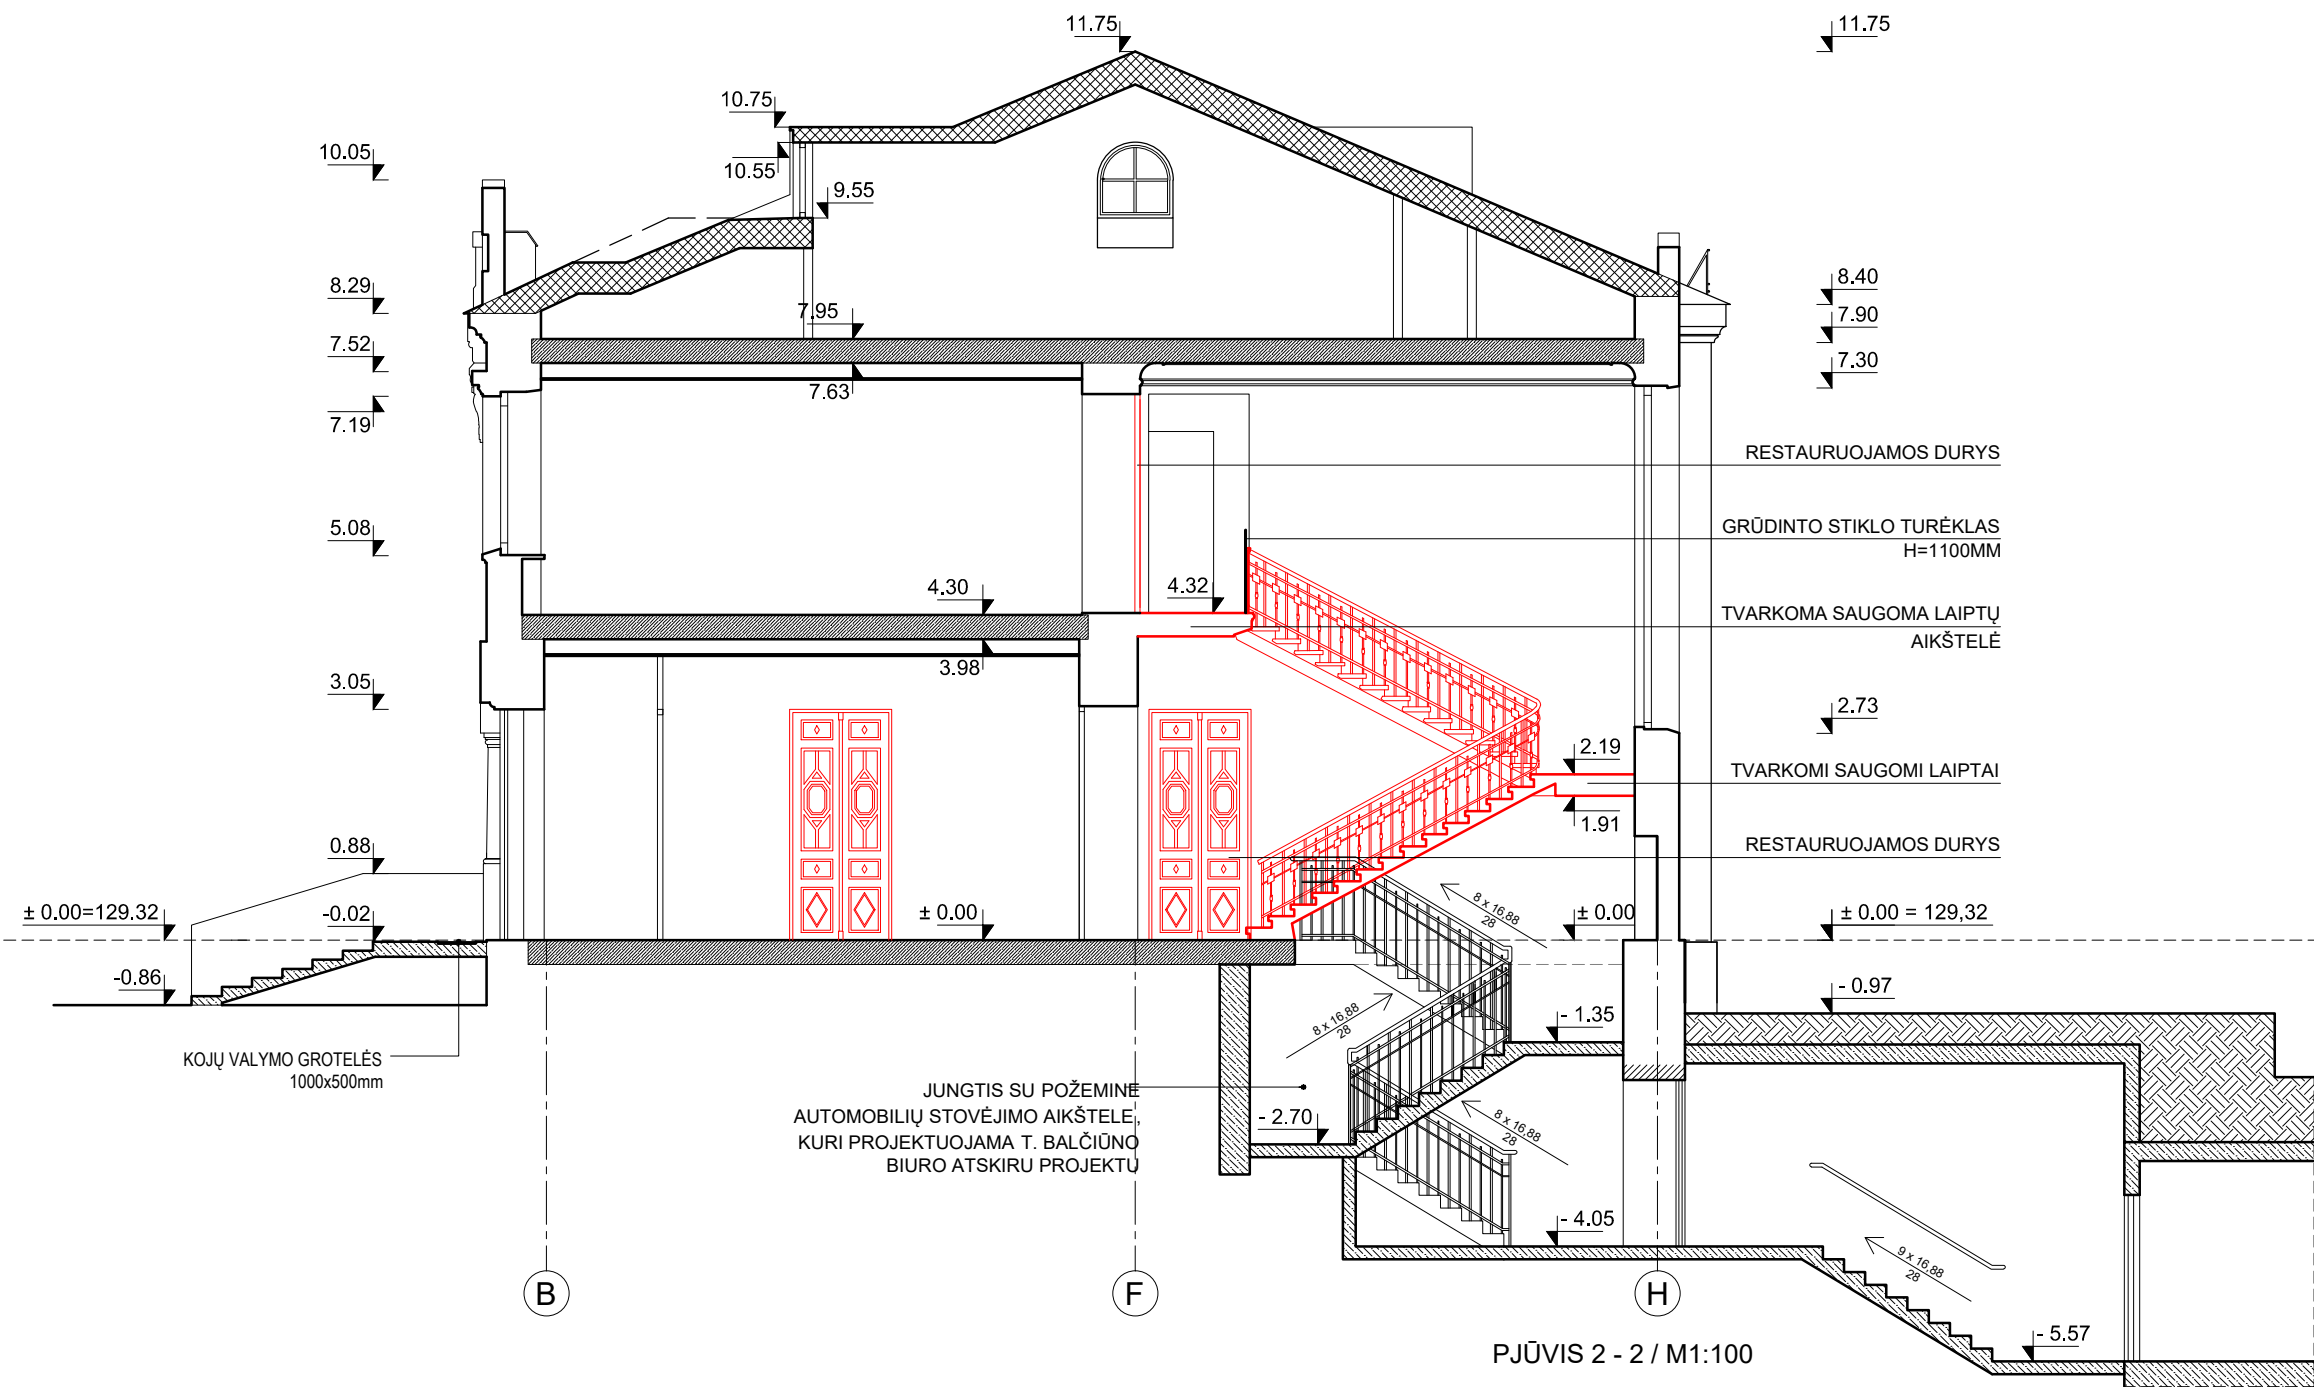 11.75
11.75
10.75
10.05
10.55
9.55
8.29
8.40
7.95
7.90
7.52
7.30
7.63
7.19
RESTAURUOJAMOS DURYS
5.08
GRŪDINTO STIKLO TURĖKLAS
H=1100MM
4.30
4.32
TVARKOMA SAUGOMA LAIPTŲ
AIKŠTELĖ
3.98
3.05
2.73
2.19
TVARKOMI SAUGOMI LAIPTAI
1.91
0.88
RESTAURUOJAMOS DURYS
± 0.00=129.32
-0.02
± 0.00
8 x 16,88
28
± 0.00
± 0.00 = 129,32
-0.86
- 0.97
8 x 16,88
28
- 1.35
KOJŲ VALYMO GROTELĖS
1000x500mm
JUNGTIS SU POŽEMINE
AUTOMOBILIŲ STOVĖJIMO AIKŠTELE,
KURI PROJEKTUOJAMA T. BALČIŪNO
BIURO ATSKIRU PROJEKTU
- 2.70
8 x 16,88
28
- 4.05
9 x 16,88
28
B
F
H
- 5.57
PJŪVIS 2 - 2 / M1:100